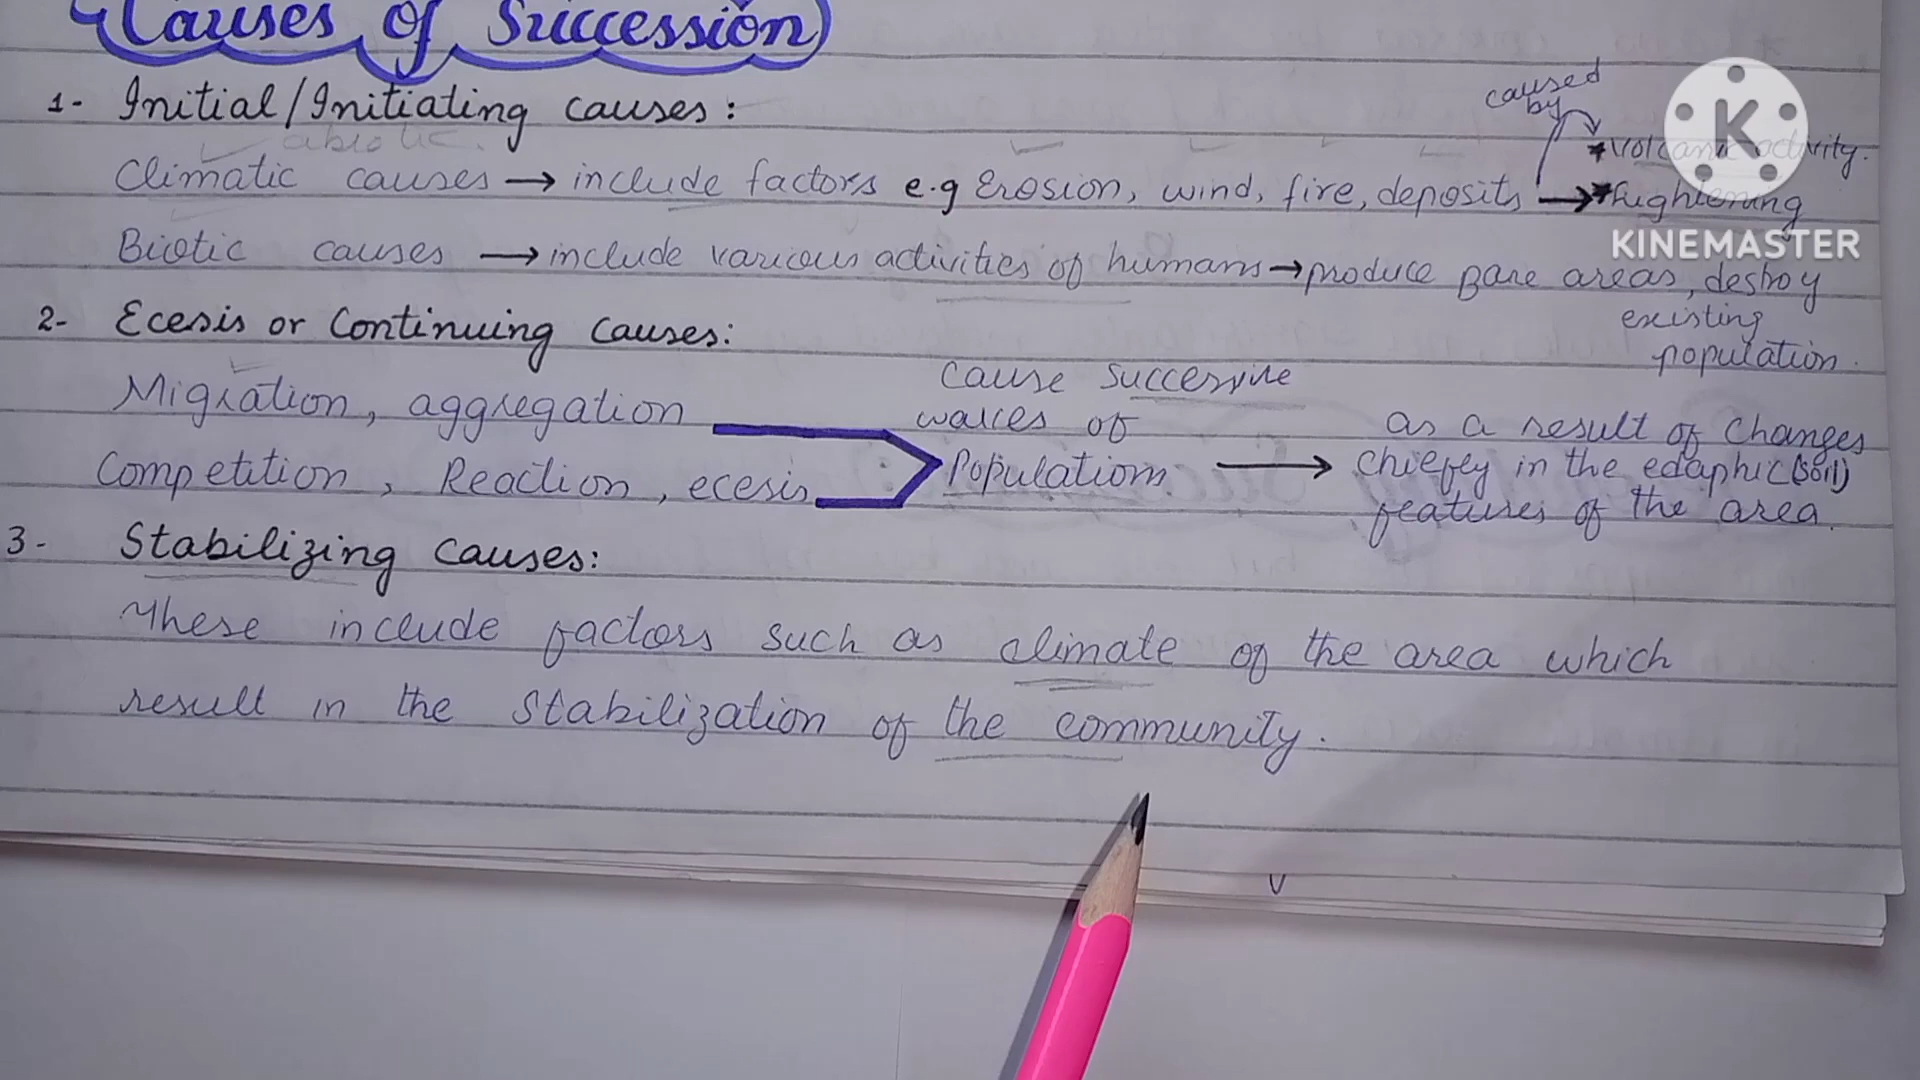 Causes of Succession
1- Initial/Initiating causes:
abiotic.
caused by
*Volcanic activity.
Climatic causes → include factors e.g Erosion, wind, fire, deposits → *Lightening
KINEMASTER
Biotic causes → include various activities of humans → produce bare areas, destroy
existing
population.
2- Ecesis or Continuing Causes:
Migration, aggregation
Competition, Reaction, ecesis
Cause Successive
waves of
Populations →
as a result of changes
chiefly in the edaphic (soil)
features of the area.
3- Stabilizing causes:
These include factors such as climate of the area which
result in the stabilization of the community.